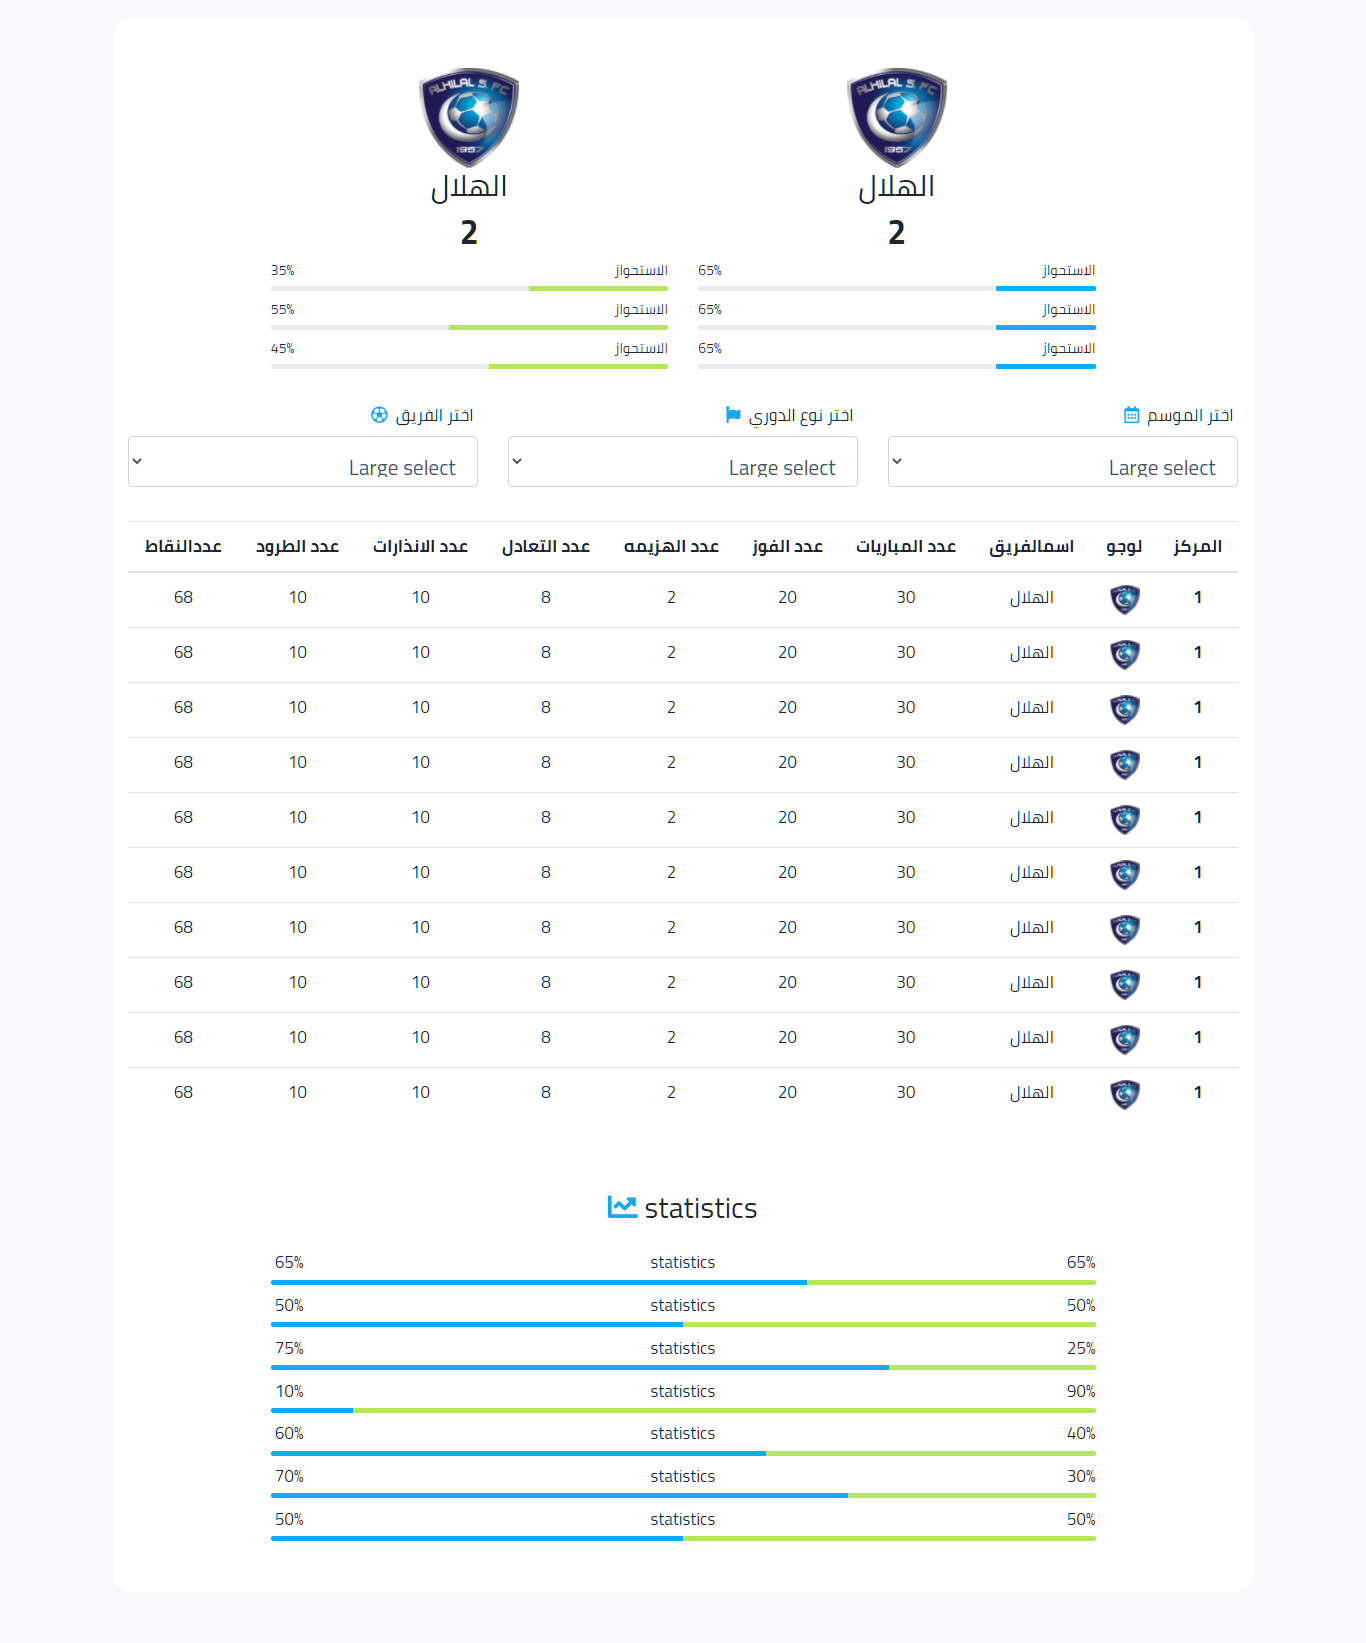 ALHILAL S. FC
1957
ALHILAL S. FC
1957
الهلال
الهلال
2
2
الاستحواز 65%
الاستحواز 35%
الاستحواز 65%
الاستحواز 55%
الاستحواز 65%
الاستحواز 45%
اختر الموسم
اختر نوع الدوري
اختر الفريق
Large select
Large select
Large select
المركز لوجو اسمالفريق عدد المباريات عدد الفوز عدد الهزيمه عدد التعادل عدد الانذارات عدد الطرود عددالنقاط
1 الهلال 30 20 2 8 10 10 68
1 الهلال 30 20 2 8 10 10 68
1 الهلال 30 20 2 8 10 10 68
1 الهلال 30 20 2 8 10 10 68
1 الهلال 30 20 2 8 10 10 68
1 الهلال 30 20 2 8 10 10 68
1 الهلال 30 20 2 8 10 10 68
1 الهلال 30 20 2 8 10 10 68
1 الهلال 30 20 2 8 10 10 68
1 الهلال 30 20 2 8 10 10 68
statistics
65% statistics 65%
50% statistics 50%
75% statistics 25%
10% statistics 90%
60% statistics 40%
70% statistics 30%
50% statistics 50%